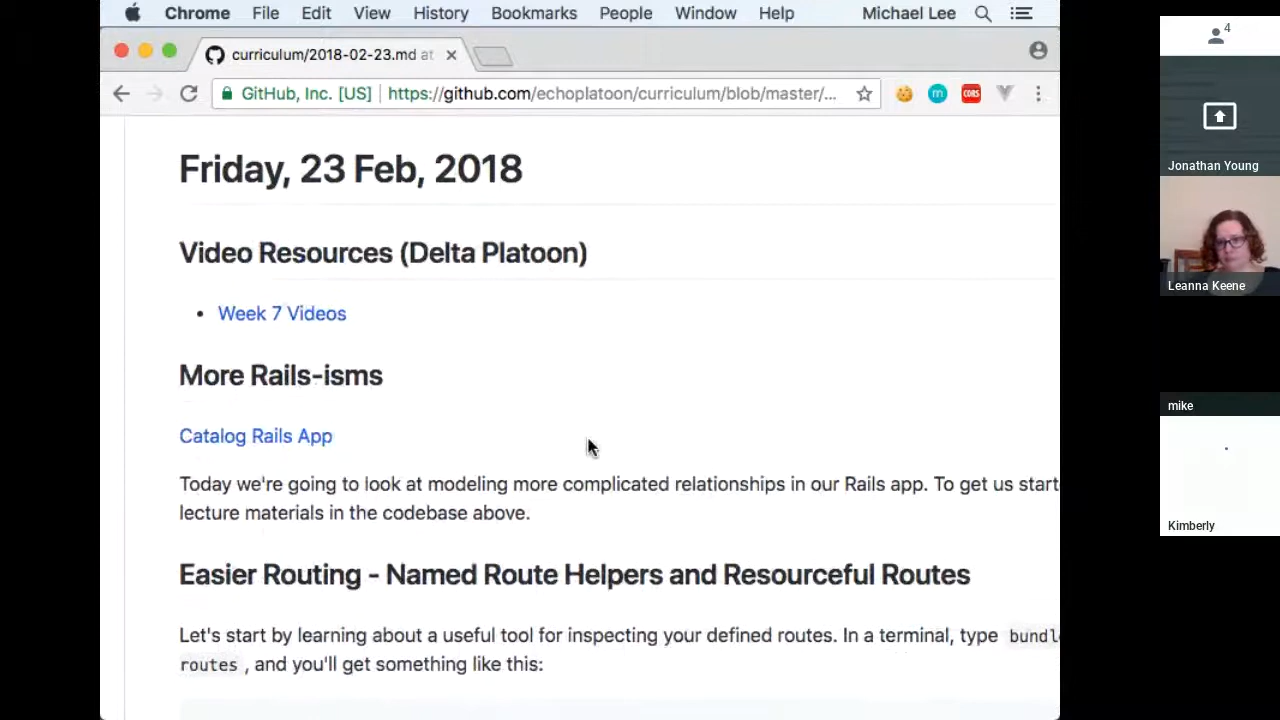 Chrome File Edit View History Bookmarks People Window Help Michael Lee
4
curriculum/2018-02-23.md at
GitHub, Inc. [US] | https://github.com/echoplatoon/curriculum/blob/master/...
m
CORS
Friday, 23 Feb, 2018
Jonathan Young
Video Resources (Delta Platoon)
Leanna Keene
• Week 7 Videos
More Rails-isms
mike
Catalog Rails App
Today we're going to look at modeling more complicated relationships in our Rails app. To get us start
lecture materials in the codebase above.
Kimberly
Easier Routing - Named Route Helpers and Resourceful Routes
Let's start by learning about a useful tool for inspecting your defined routes. In a terminal, type bundl
routes, and you'll get something like this: